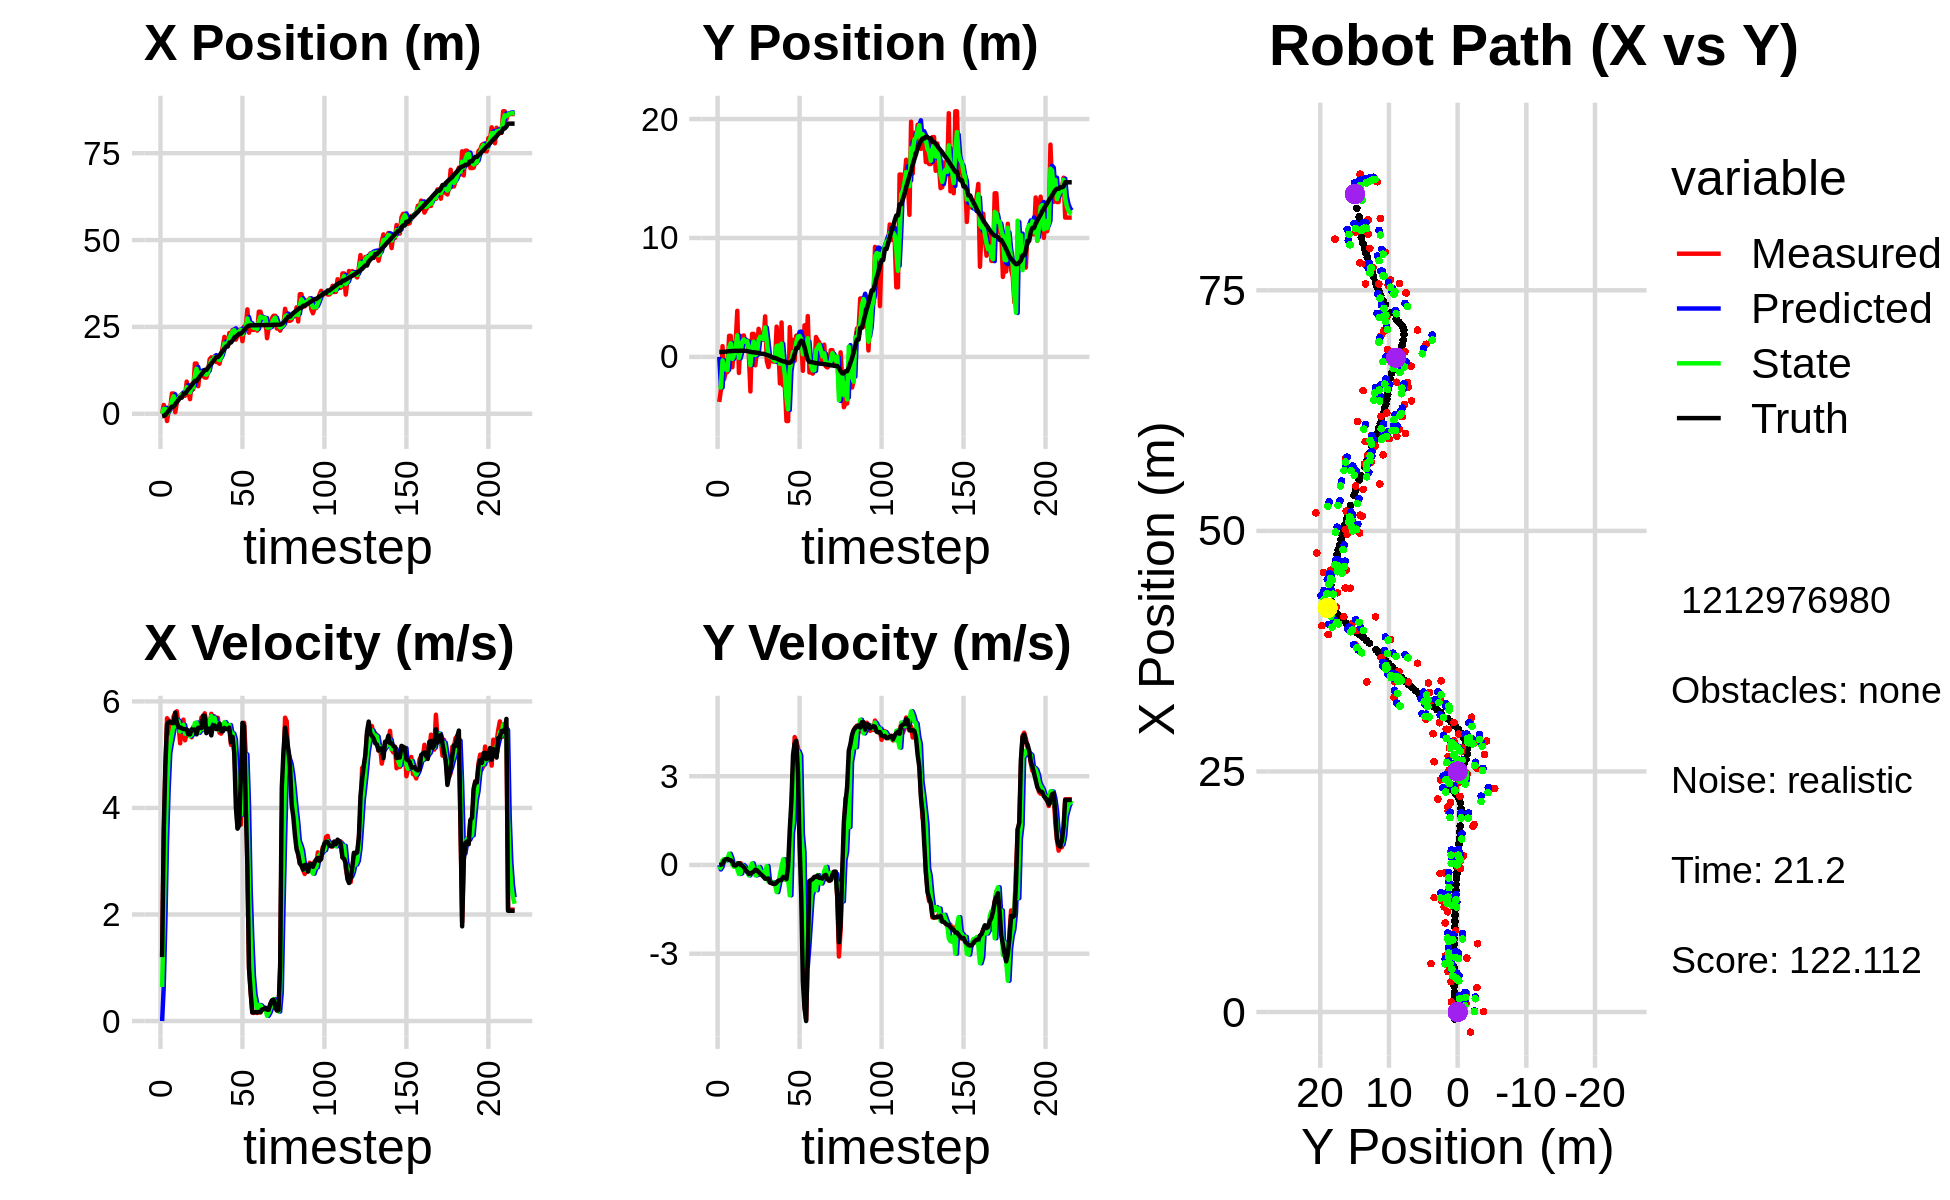 X Position (m)
75
50
25
0
0
50
100
150
200
timestep
Y Position (m)
20
10
0
0
50
100
150
200
timestep
X Velocity (m/s)
6
4
2
0
0
50
100
150
200
timestep
Y Velocity (m/s)
3
0
-3
0
50
100
150
200
timestep
Robot Path (X vs Y)
X Position (m)
75
50
25
0
20 10 0 -10 -20
Y Position (m)
variable
Measured
Predicted
State
Truth
1212976980
Obstacles: none
Noise: realistic
Time: 21.2
Score: 122.112